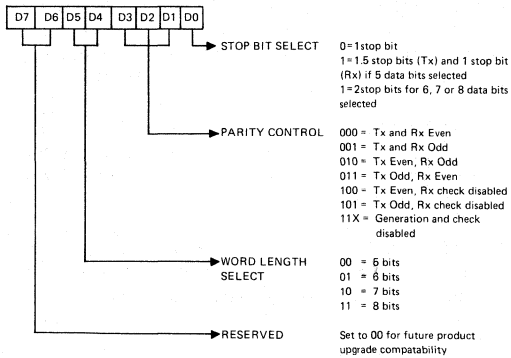 D7 D6 D5 D4 D3 D2 D1 D0
STOP BIT SELECT 0=1stop bit
1=1.5 stop bits (Tx) and 1 stop bit
(Rx) if 5 data bits selected
1=2stop bits for 6, 7 or 8 data bits
selected
PARITY CONTROL 000 = Tx and Rx Even
001 = Tx and Rx Odd
010 = Tx Even, Rx Odd
011 = Tx Odd, Rx Even
100 = Tx Even, Rx check disabled
101 = Tx Odd, Rx check disabled
11X = Generation and check
disabled
WORD LENGTH 00 = 5 bits
SELECT 01 = 6 bits
10 = 7 bits
11 = 8 bits
RESERVED Set to 00 for future product
upgrade compatability